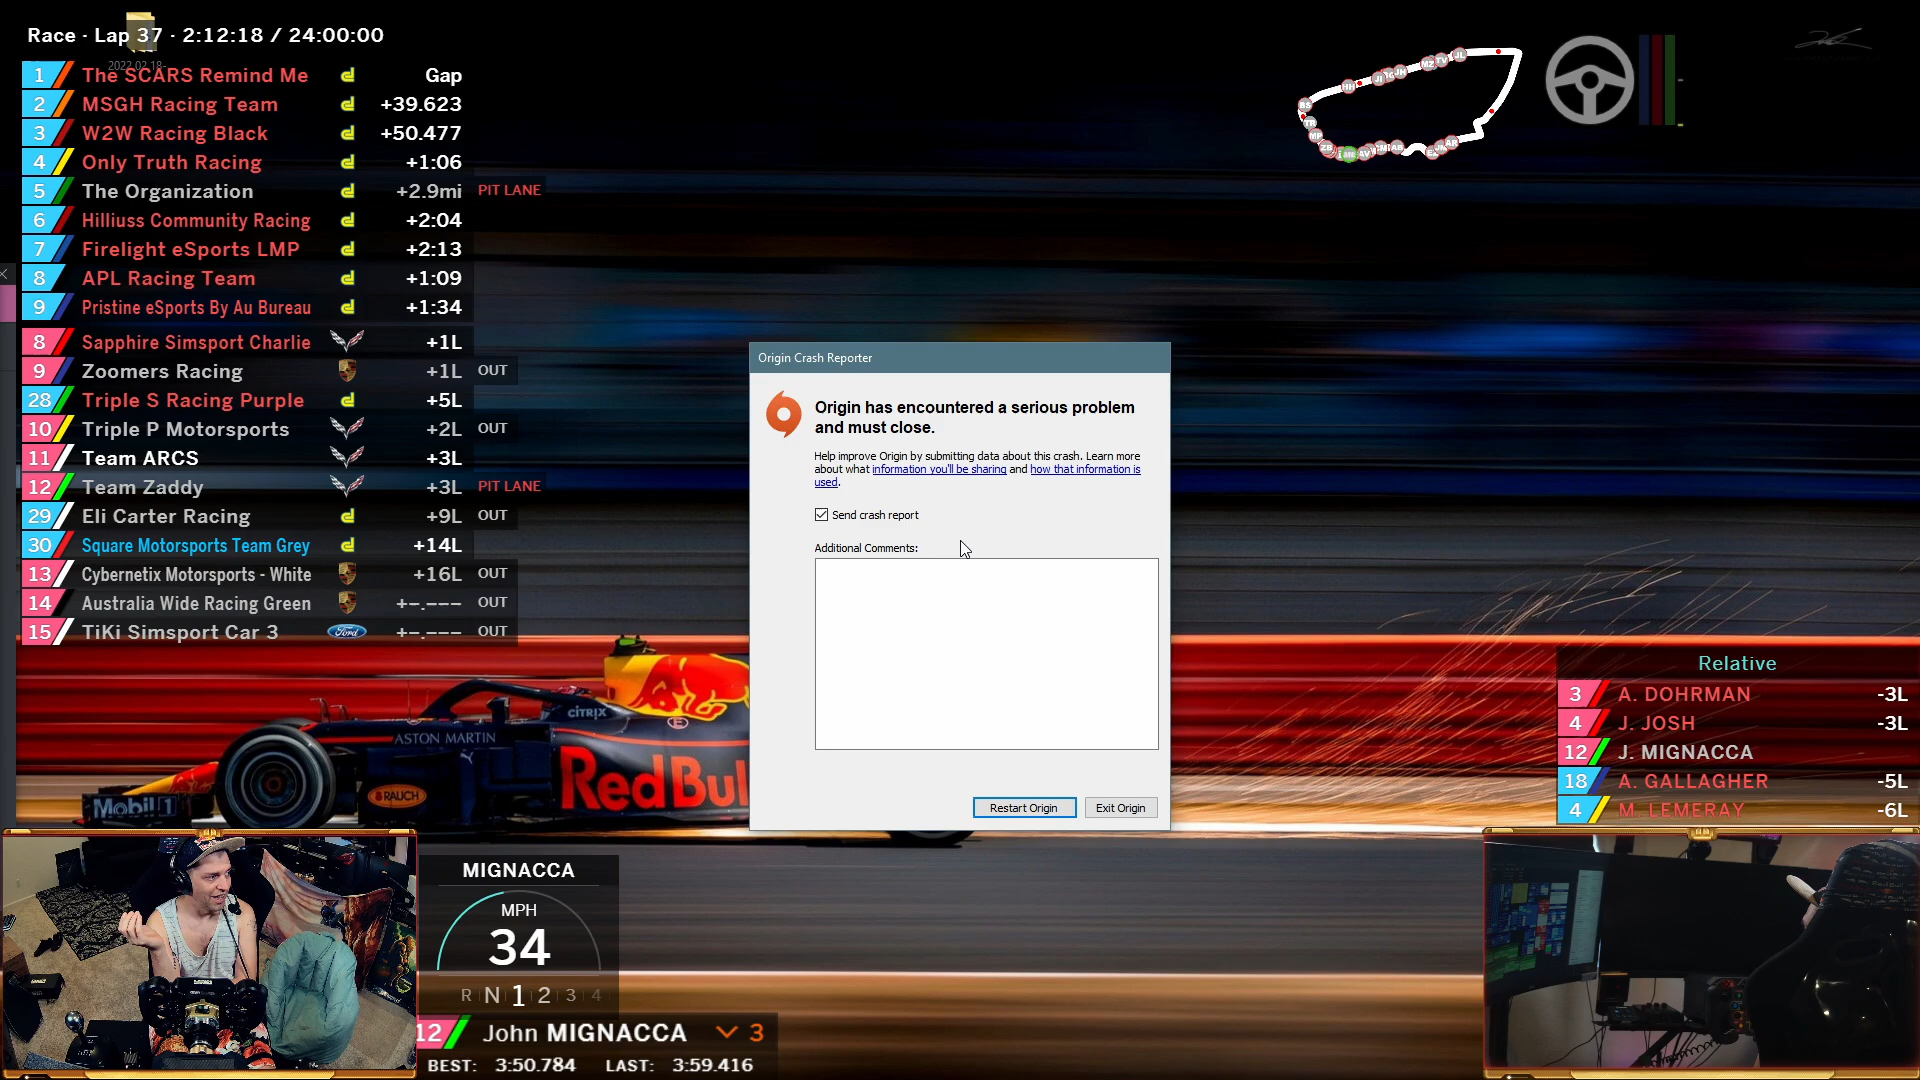 Race · Lap 37 · 2:12:18 / 24:00:00
2022.02.18-
1 The SCARS Remind Me Gap
2 MSGH Racing Team +39.623
3 W2W Racing Black +50.477
4 Only Truth Racing +1:06
5 The Organization +2.9mi PIT LANE
6 Hilliuss Community Racing +2:04
7 Firelight eSports LMP +2:13
8 APL Racing Team +1:09
9 Pristine eSports By Au Bureau +1:34
8 Sapphire Simsport Charlie +1L
9 Zoomers Racing +1L OUT
28 Triple S Racing Purple +5L
10 Triple P Motorsports +2L OUT
11 Team ARCS +3L
12 Team Zaddy +3L PIT LANE
29 Eli Carter Racing +9L OUT
30 Square Motorsports Team Grey +14L
13 Cybernetix Motorsports - White +16L OUT
14 Australia Wide Racing Green +-.--- OUT
15 TiKi Simsport Car 3 Ford +-.--- OUT
Origin Crash Reporter
Origin has encountered a serious problem
and must close.
Help improve Origin by submitting data about this crash. Learn more
about what information you'll be sharing and how that information is
used.
Send crash report
Additional Comments:
Restart Origin Exit Origin
CITRIX
ASTON MARTIN
RedBul
Mobil 1
RAUCH
Relative
3 A. DOHRMAN -3L
4 J. JOSH -3L
12 J. MIGNACCA
18 A. GALLAGHER -5L
4 M. LEMERAY -6L
MIGNACCA
MPH
34
R N 1 2 3 4
12 John MIGNACCA 3
BEST: 3:50.784 LAST: 3:59.416